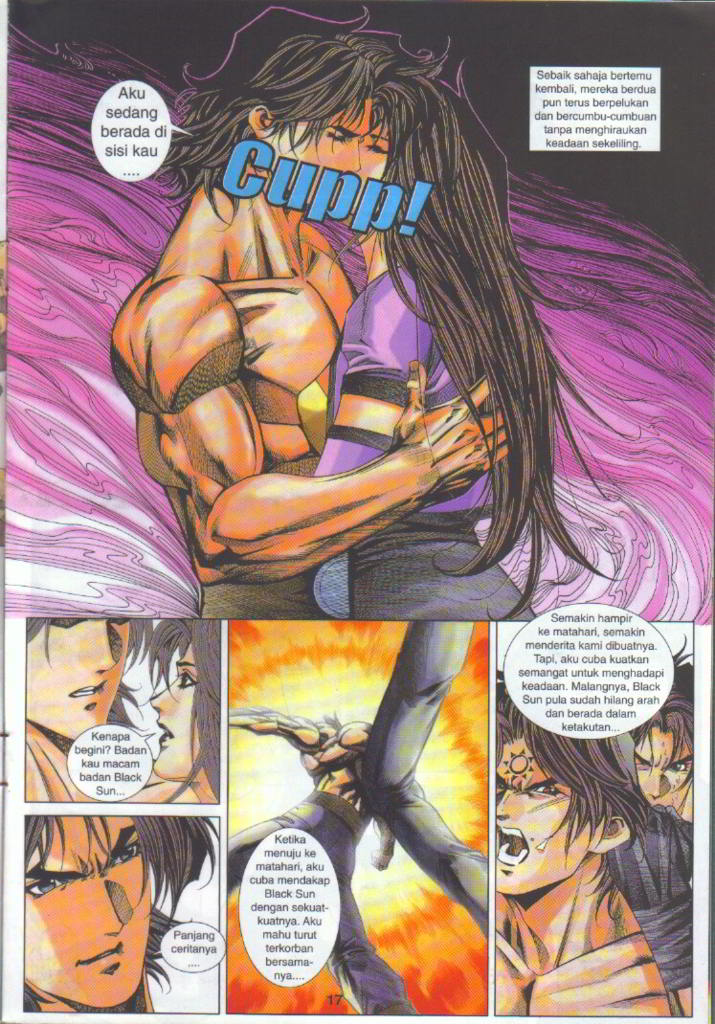 Aku
sedang
berada di
sisi kau
....
Sebaik sahaja bertemu
kembali, mereka berdua
pun terus berpelukan
dan bercumbu-cumbuan
tanpa menghiraukan
keadaan sekeliling.
Cupp!
Kenapa
begini? Badan
kau macam
badan Black
Sun...
Panjang
ceritanya
....
Ketika
menuju ke
matahari, aku
cuba mendakap
Black Sun
dengan sekuat-
kuatnya. Aku
mahu turut
terkorban
bersama-
nya....
Semakin hampir
ke matahari, semakin
menderita kami dibuatnya.
Tapi, aku cuba kuatkan
semangat untuk menghadapi
keadaan. Malangnya, Black
Sun pula sudah hilang arah
dan berada dalam
ketakutan...
17